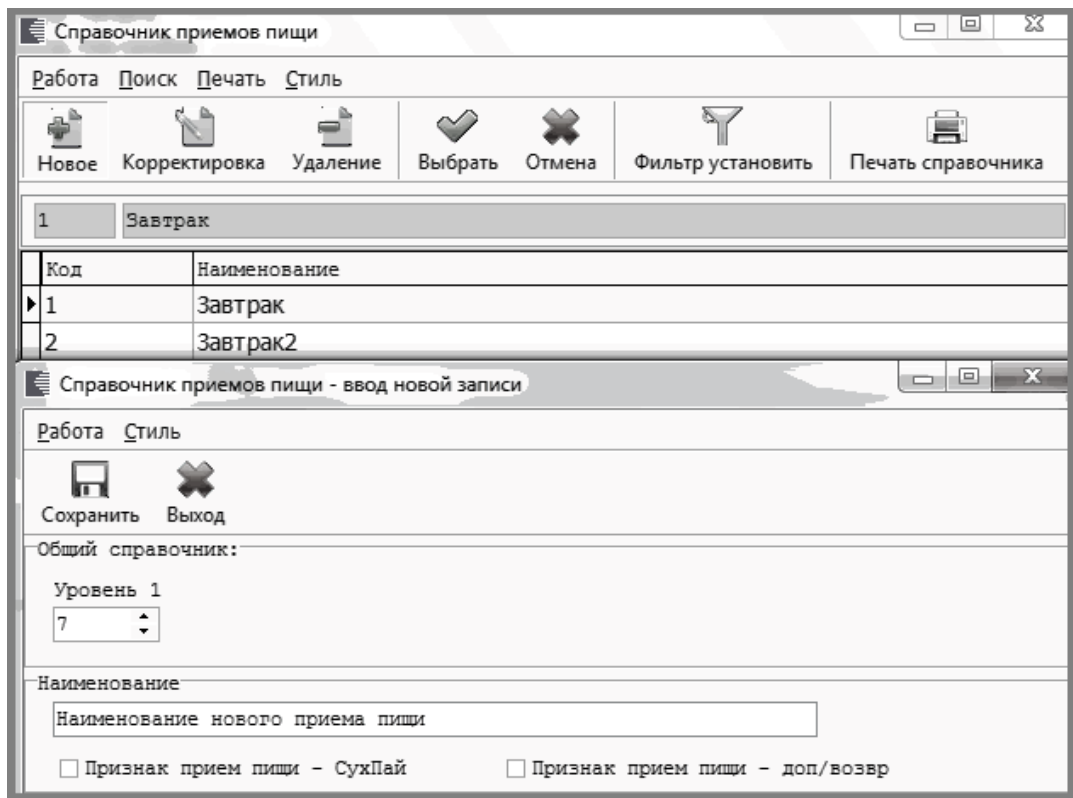 Справочник приемов пищи
Работа Поиск Печать Стиль
Новое Корректировка Удаление Выбрать Отмена Фильтр установить Печать справочника
1 Завтрак
Код Наименование
1 Завтрак
2 Завтрак2
Справочник приемов пищи - ввод новой записи
Работа Стиль
Сохранить Выход
Общий справочник:
Уровень 1
7
Наименование
Наименование нового приема пищи
Признак прием пищи - СухПай Признак прием пищи - доп/возвр